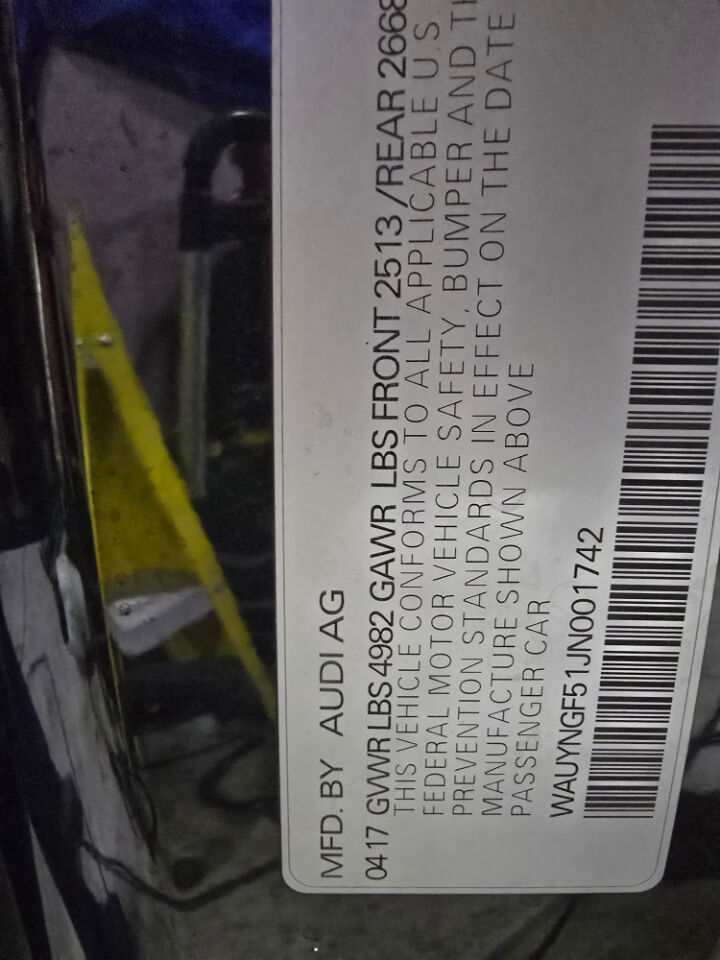 MFD. BY AUDI AG
0417 GVWR LBS 4982 GAWR LBS FRONT 2513 /REAR 2668
THIS VEHICLE CONFORMS TO ALL APPLICABLE U.S.
FEDERAL MOTOR VEHICLE SAFETY, BUMPER AND
PREVENTION STANDARDS IN EFFECT ON THE DATE
MANUFACTURE SHOWN ABOVE
PASSENGER CAR
WAUYNGF51JN001742